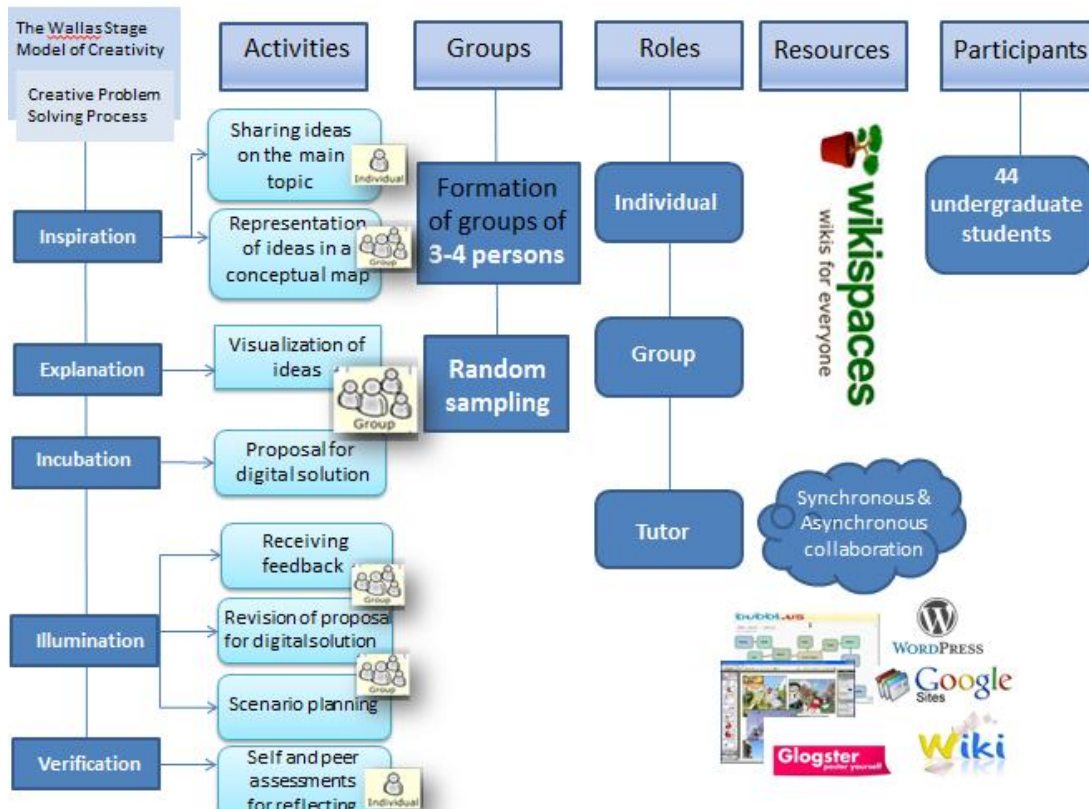 The Wallas Stage
Model of Creativity
Creative Problem
Solving Process
Activities
Groups
Roles
Resources
Participants
Inspiration
Sharing ideas
on the main
topic
Individual
Representation
of ideas in a
conceptual map
Group
Explanation
Visualization of
ideas
Group
Incubation
Proposal for
digital solution
Illumination
Receiving
feedback
Group
Revision of proposal
for digital solution
Group
Scenario planning
Verification
Self and peer
assessments
for reflecting
Individual
Formation
of groups of
3-4 persons
Random
sampling
Individual
Group
Tutor
wikispaces
wikis for everyone
Synchronous &
Asynchronous
collaboration
bubbl.us
WORDPRESS
Google
Sites
Glogster
poster yourself
Wiki
44
undergraduate
students